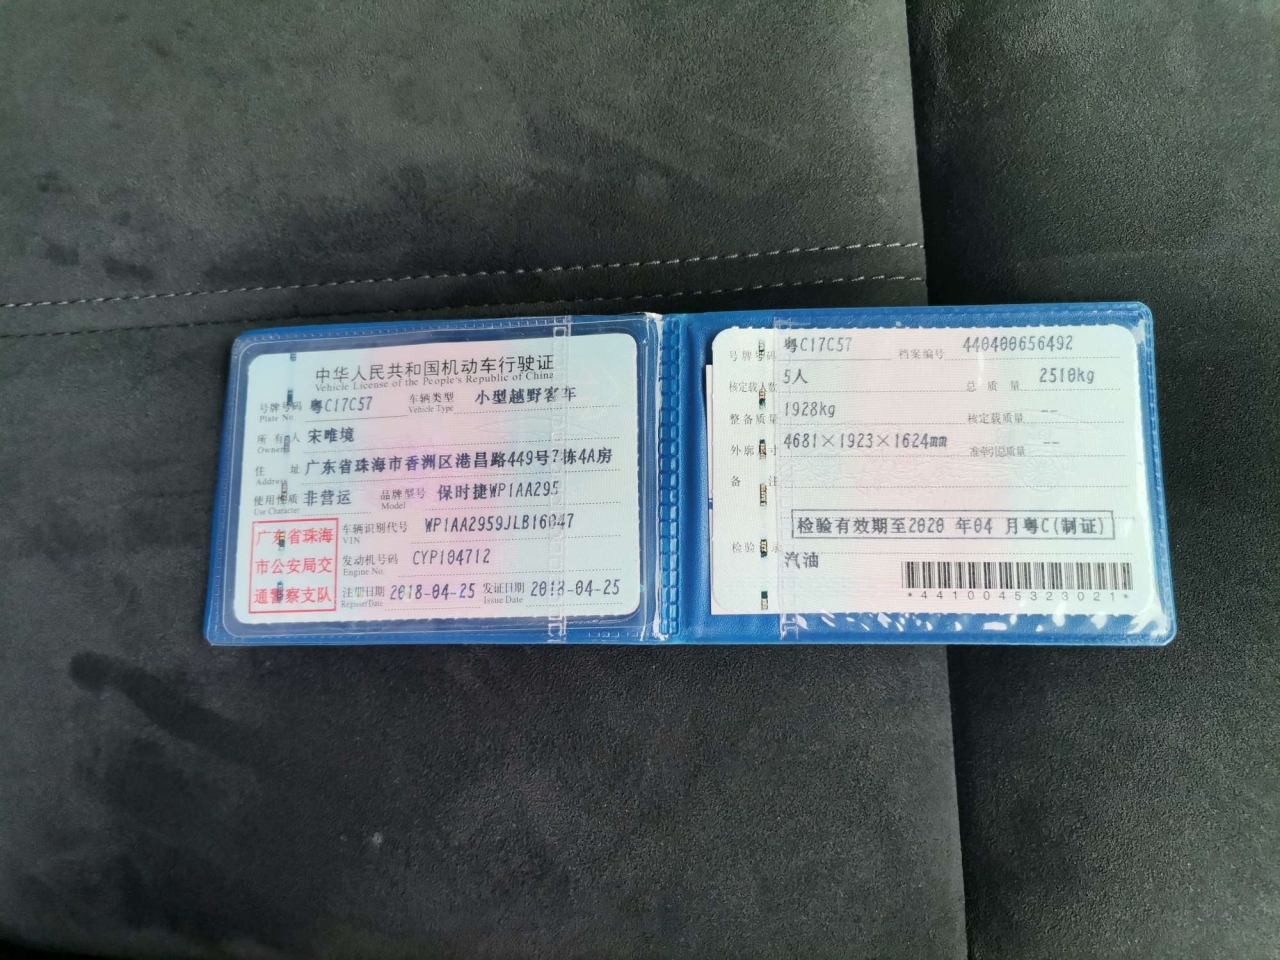 中华人民共和国机动车行驶证
Vehicle License of the People's Republic of China
号牌号码 粤C17C57 车辆类型 小型越野客车
Plate No. Vehicle Type
所有人 宋唯境
Owner
住址 广东省珠海市香洲区港昌路449号7栋4A房
Address
使用性质 非营运 品牌型号 保时捷WP1AA295
Use Character Model
广东省珠海
市公安局交
通警察支队
车辆识别代号 WP1AA2959JLB16047
VIN
发动机号码 CYP104712
Engine No.
注册日期 2018-04-25 发证日期 2018-04-25
Register Date Issue Date
号牌号码 粤C17C57 档案编号 440400656492
核定载人数 5人 总质量 2510kg
整备质量 1928kg 核定载质量 --
外廓尺寸 4681×1923×1624mm 准牵引总质量 --
备注
检验有效期至2020 年04 月粤C(制证)
检验记录
汽油
*4410045323021*